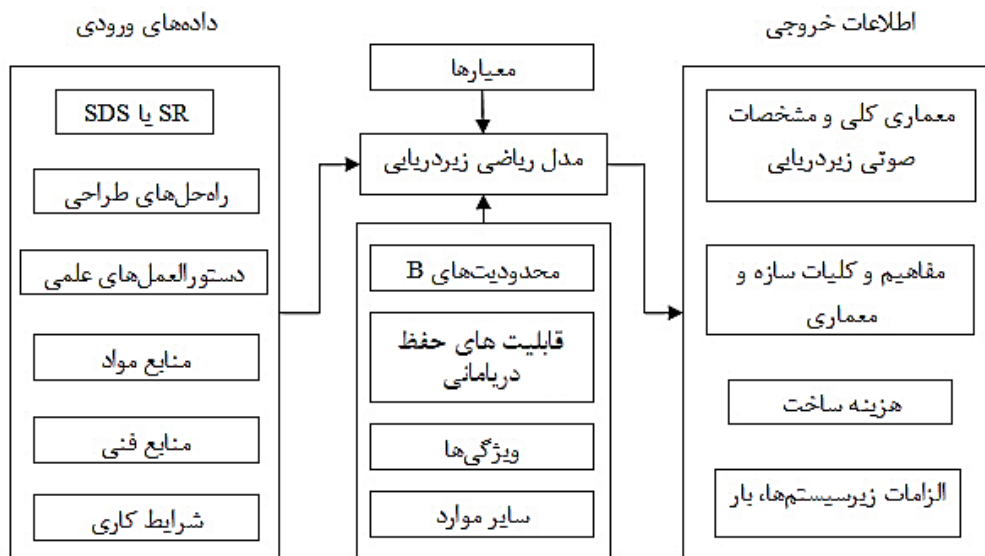 داده‌های ورودی
SR یا SDS
راه‌حل‌های طراحی
دستورالعمل‌های علمی
منابع مواد
منابع فنی
شرایط کاری
معیارها
مدل ریاضی زیردریایی
محدودیت‌های B
قابلیت های حفظ
دریامانی
ویژگی‌ها
سایر موارد
اطلاعات خروجی
معماری کلی و مشخصات
صوتی زیردریایی
مفاهیم و کلیات سازه و
معماری
هزینه ساخت
الزامات زیرسیستم‌ها، بار